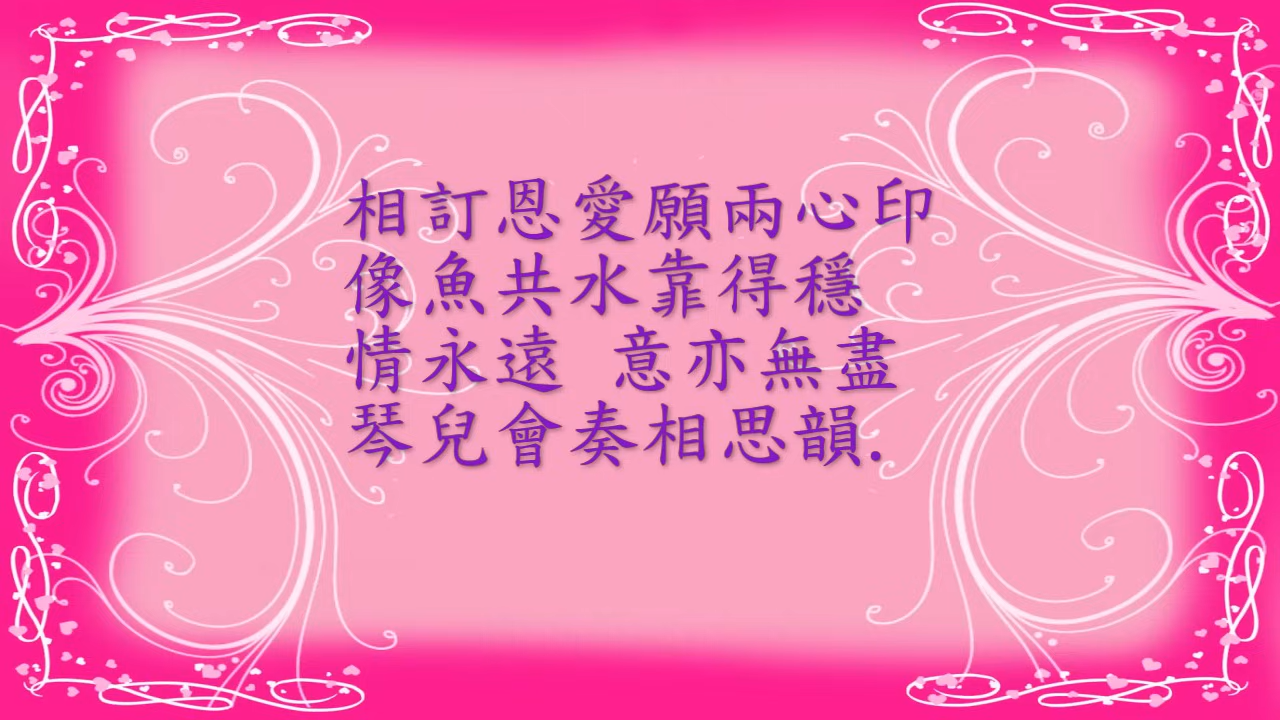 相訂恩愛願兩心印
像魚共水靠得穩
情永遠 意亦無盡
琴兒會奏相思韻.